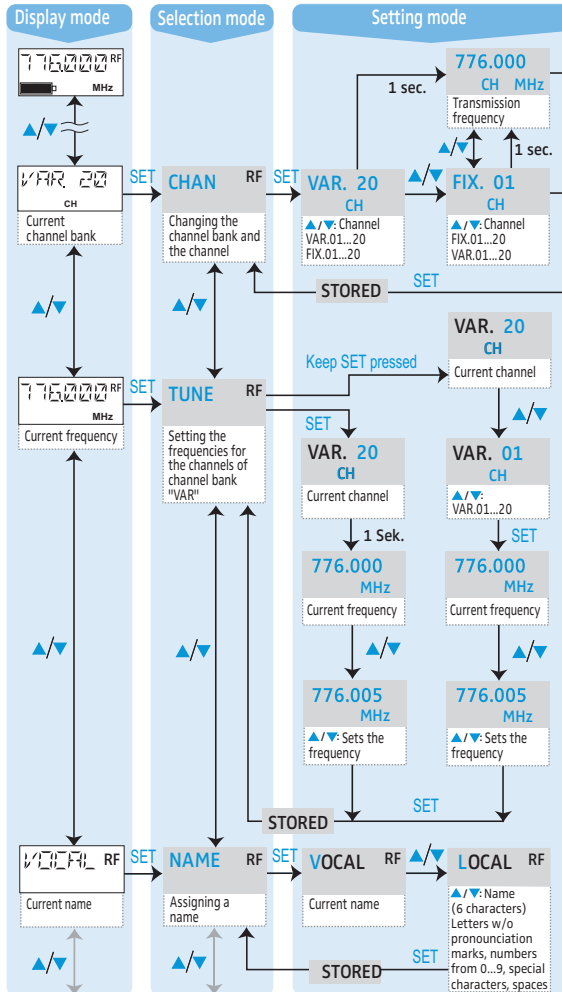 Display mode
Selection mode
Setting mode
776.000 RF
MHz
▲/▼
VAR. 20
CH
Current
channel bank
SET
CHAN RF
Changing the
channel bank and
the channel
SET
VAR. 20
CH
▲/▼: Channel
VAR.01...20
FIX.01...20
1 sec.
▲/▼
776.000
CH MHz
Transmission
frequency
▲/▼
1 sec.
FIX. 01
CH
▲/▼: Channel
FIX.01...20
VAR.01...20
STORED
SET
▲/▼
▲/▼
776.000 RF
MHz
Current frequency
SET
TUNE RF
Setting the
frequencies for
the channels of
channel bank
"VAR"
Keep SET pressed
SET
VAR. 20
CH
Current channel
1 Sek.
776.000
MHz
Current frequency
▲/▼
776.005
MHz
▲/▼: Sets the
frequency
VAR. 20
CH
Current channel
▲/▼
VAR. 01
CH
▲/▼:
VAR.01...20
SET
776.000
MHz
Current frequency
▲/▼
776.005
MHz
▲/▼: Sets the
frequency
STORED
SET
▲/▼
▲/▼
VOCAL RF
Current name
SET
NAME RF
Assigning a
name
SET
VOCAL RF
Current name
▲/▼
LOCAL RF
▲/▼: Name
(6 characters)
Letters w/o
pronounciation
marks, numbers
from 0...9, special
characters, spaces
STORED
SET
▲/▼
▲/▼